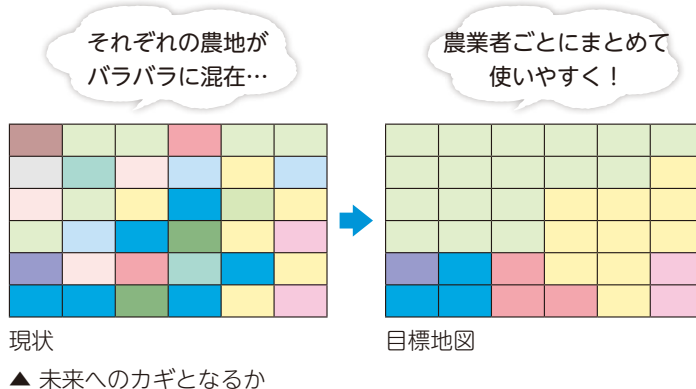 それぞれの農地が
バラバラに混在…
農業者ごとにまとめて
使いやすく！
現状
目標地図
▲ 未来へのカギとなるか